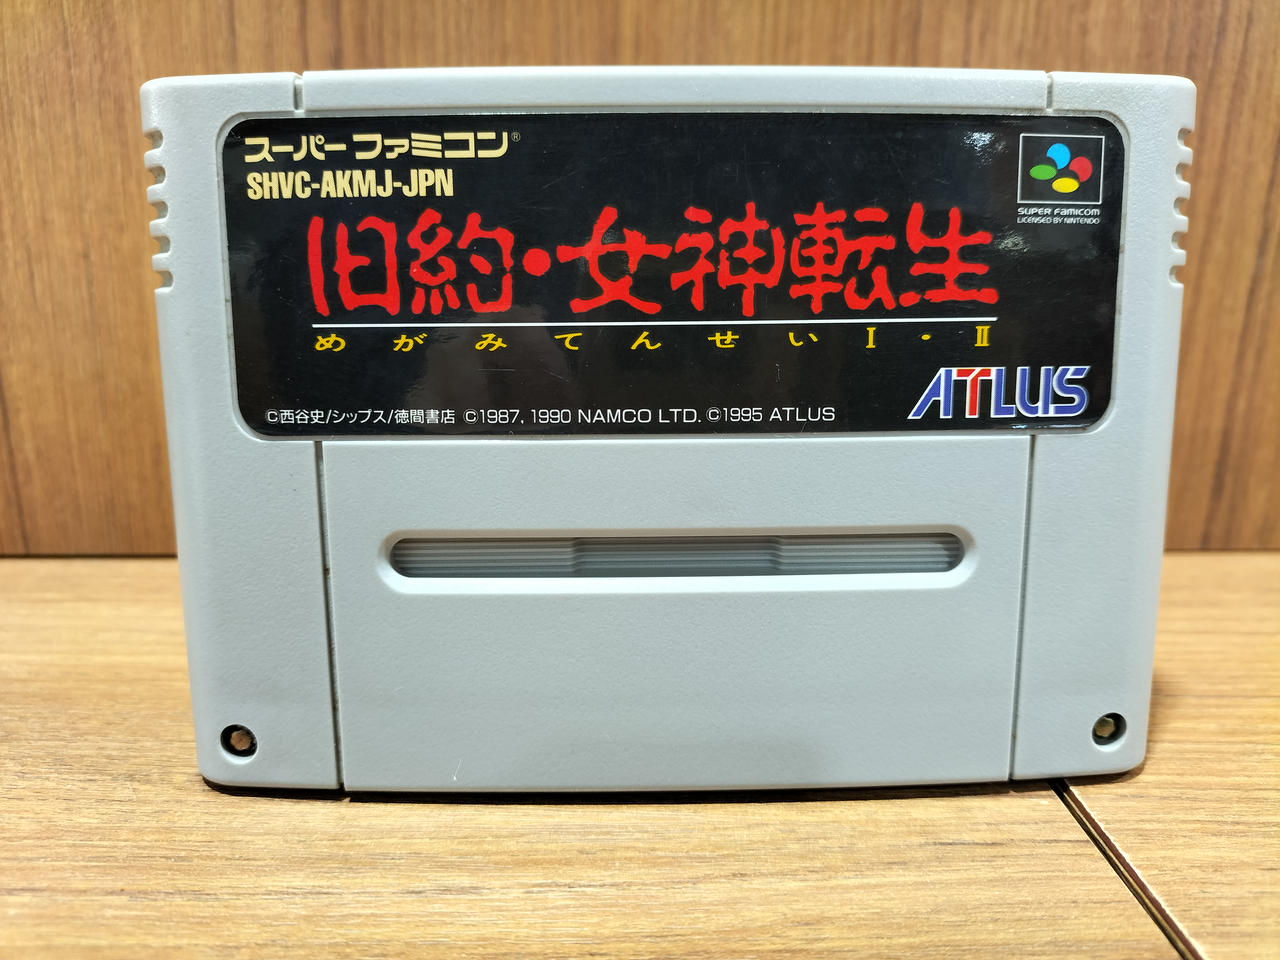 スーパーファミコン®
SHVC-AKMJ-JPN
SUPER FAMICOM
LICENSED BY NINTENDO
旧約・女神転生
めがみてんせいⅠ・Ⅱ
ATLUS
©西谷史/シップス/徳間書店 ©1987, 1990 NAMCO LTD. ©1995 ATLUS